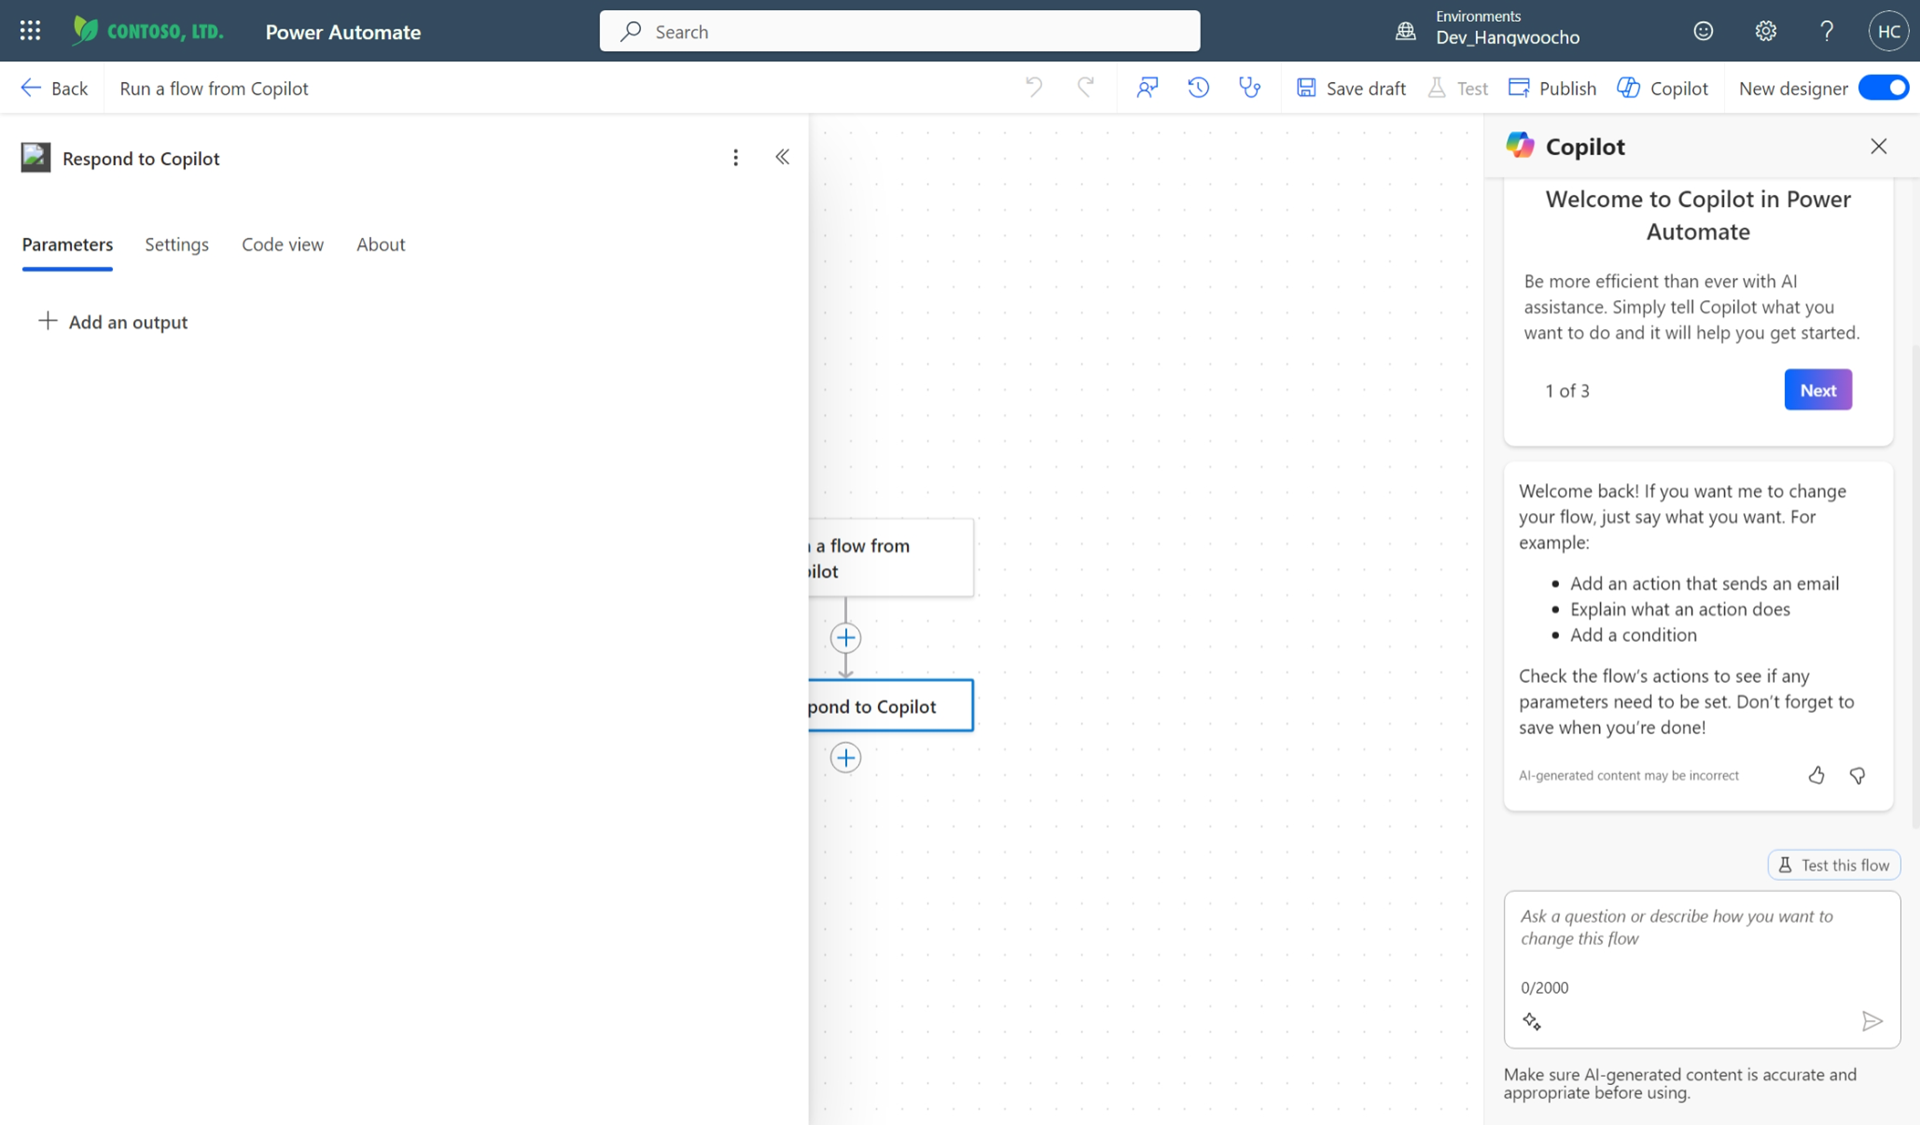 CONTOSO, LTD.
Power Automate
Search
Environments
Dev_Hangwoocho
HC
Back
Run a flow from Copilot
Save draft
Test
Publish
Copilot
New designer
Respond to Copilot
Parameters
Settings
Code view
About
Add an output
a flow from
ilot
pond to Copilot
Copilot
Welcome to Copilot in Power
Automate
Be more efficient than ever with AI
assistance. Simply tell Copilot what you
want to do and it will help you get started.
1 of 3
Next
Welcome back! If you want me to change
your flow, just say what you want. For
example:
• Add an action that sends an email
• Explain what an action does
• Add a condition
Check the flow's actions to see if any
parameters need to be set. Don't forget to
save when you're done!
AI-generated content may be incorrect
Test this flow
Ask a question or describe how you want to
change this flow
0/2000
Make sure AI-generated content is accurate and
appropriate before using.